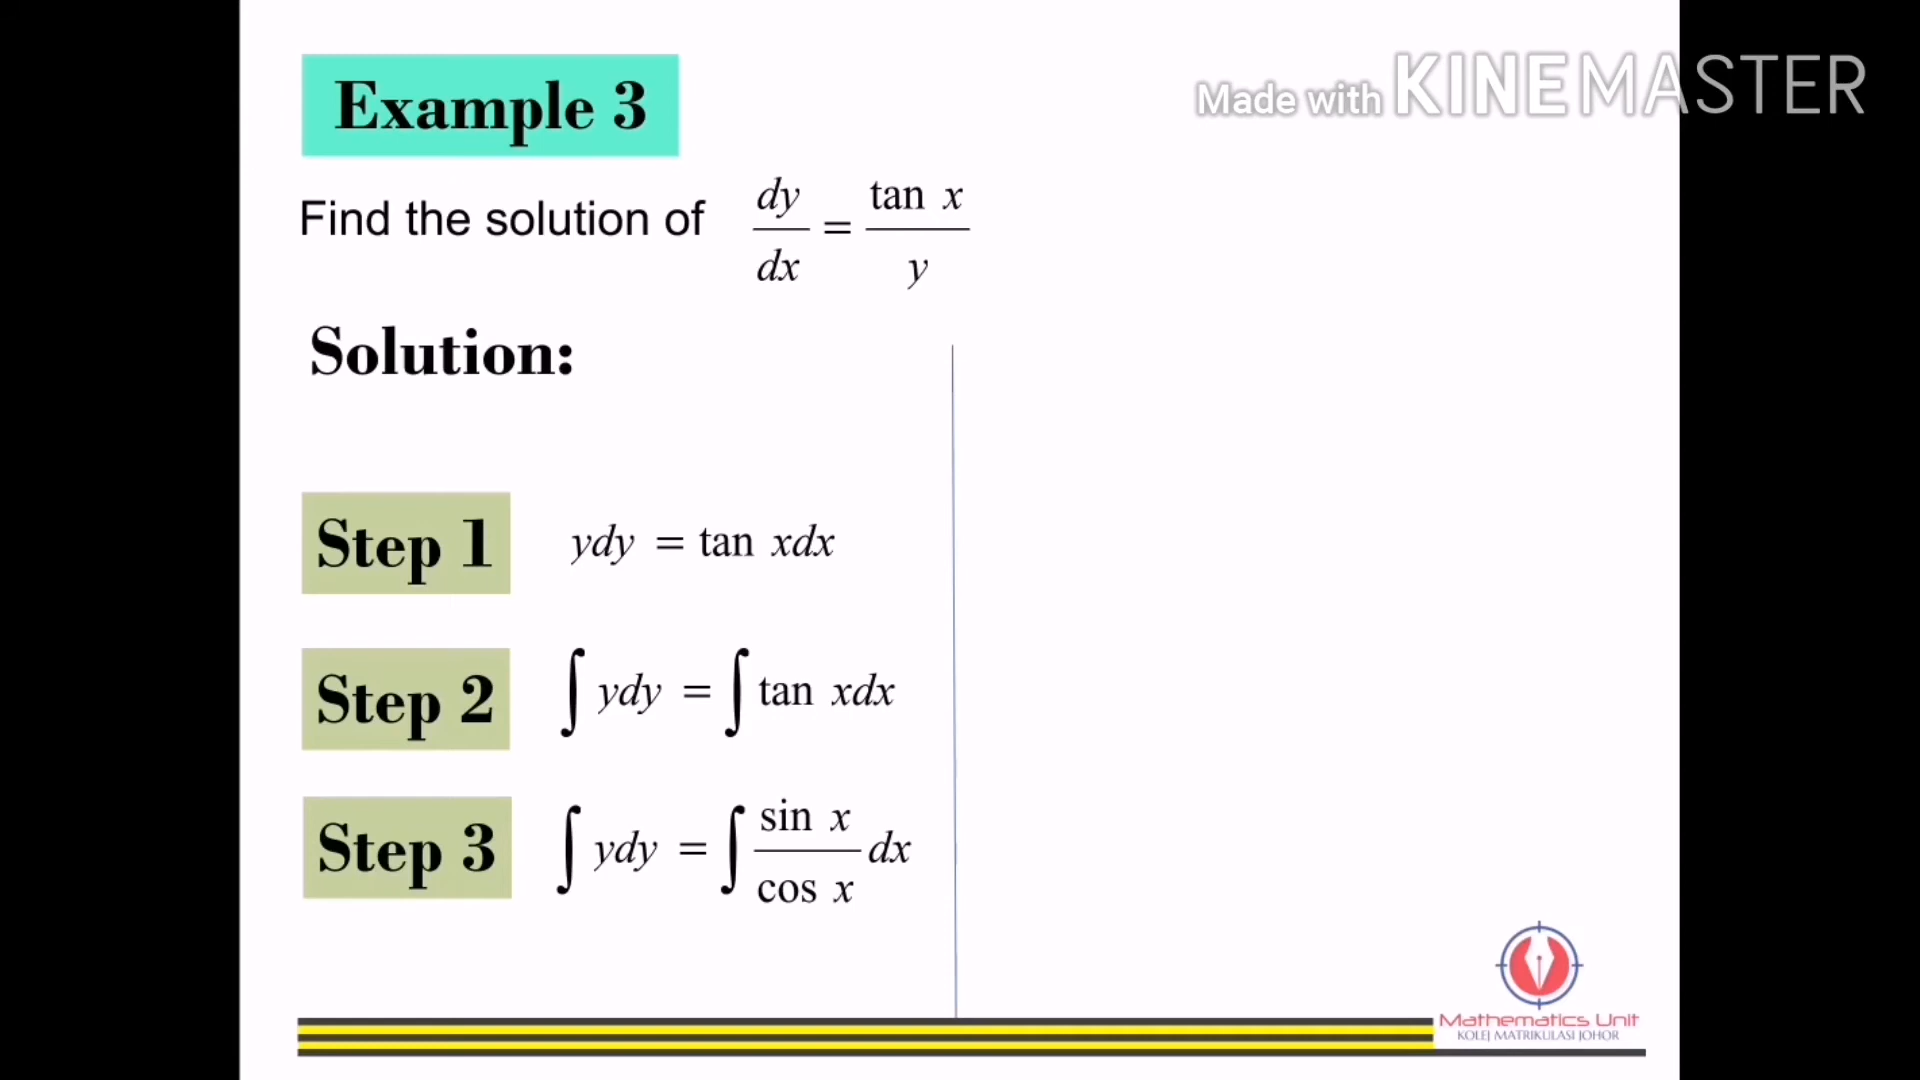 Example 3
Made with KINEMASTER
Find the solution of dy/dx = tan x/y
Solution:
Step 1 ydy = tan xdx
Step 2 ∫ ydy = ∫ tan xdx
Step 3 ∫ ydy = ∫ sin x/cos x dx
Mathematics Unit
KOLEJ MATRIKULASI JOHOR